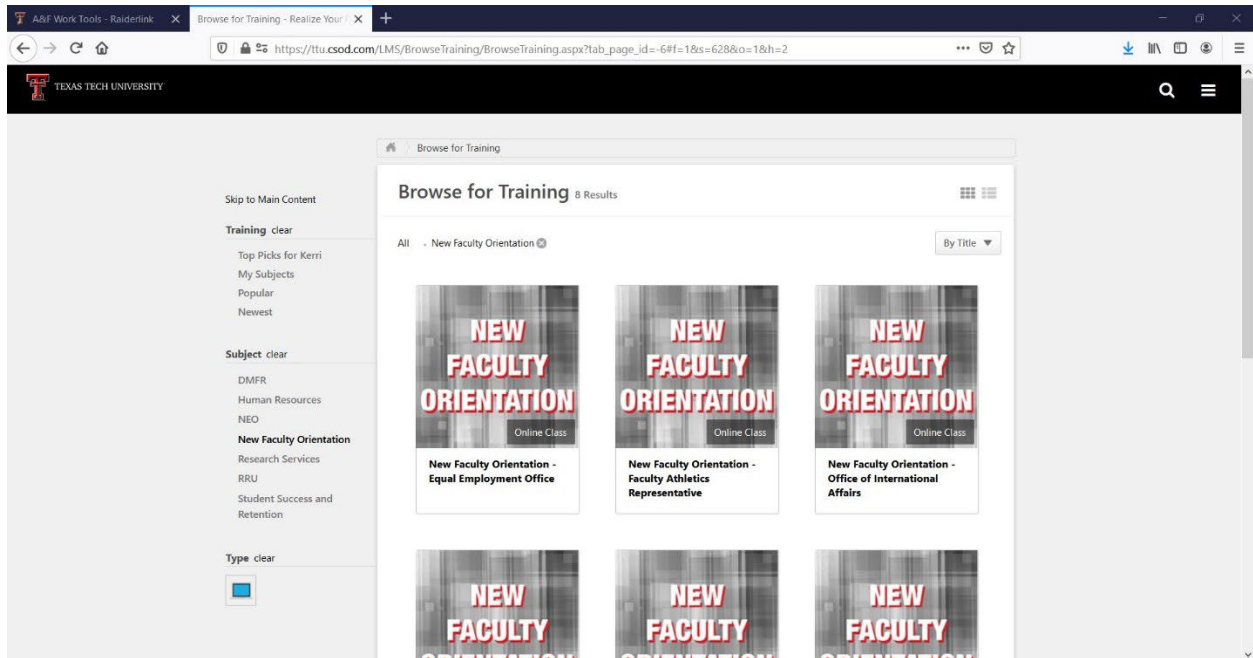 A&F Work Tools - Raiderlink
Browse for Training - Realize Your
https://ttu.csod.com/LMS/BrowseTraining/BrowseTraining.aspx?tab_page_id=-6#f=1&s=628&o=1&h=2
TEXAS TECH UNIVERSITY
Browse for Training
Skip to Main Content
Training clear
Top Picks for Kerri
My Subjects
Popular
Newest
Subject clear
DMFR
Human Resources
NEO
New Faculty Orientation
Research Services
RRU
Student Success and
Retention
Type clear
Browse for Training 8 Results
All New Faculty Orientation
By Title
NEW
FACULTY
ORIENTATION
Online Class
New Faculty Orientation -
Equal Employment Office
NEW
FACULTY
ORIENTATION
Online Class
New Faculty Orientation -
Faculty Athletics
Representative
NEW
FACULTY
ORIENTATION
Online Class
New Faculty Orientation -
Office of International
Affairs
NEW
FACULTY
ORIENTATION
NEW
FACULTY
ORIENTATION
NEW
FACULTY
ORIENTATION